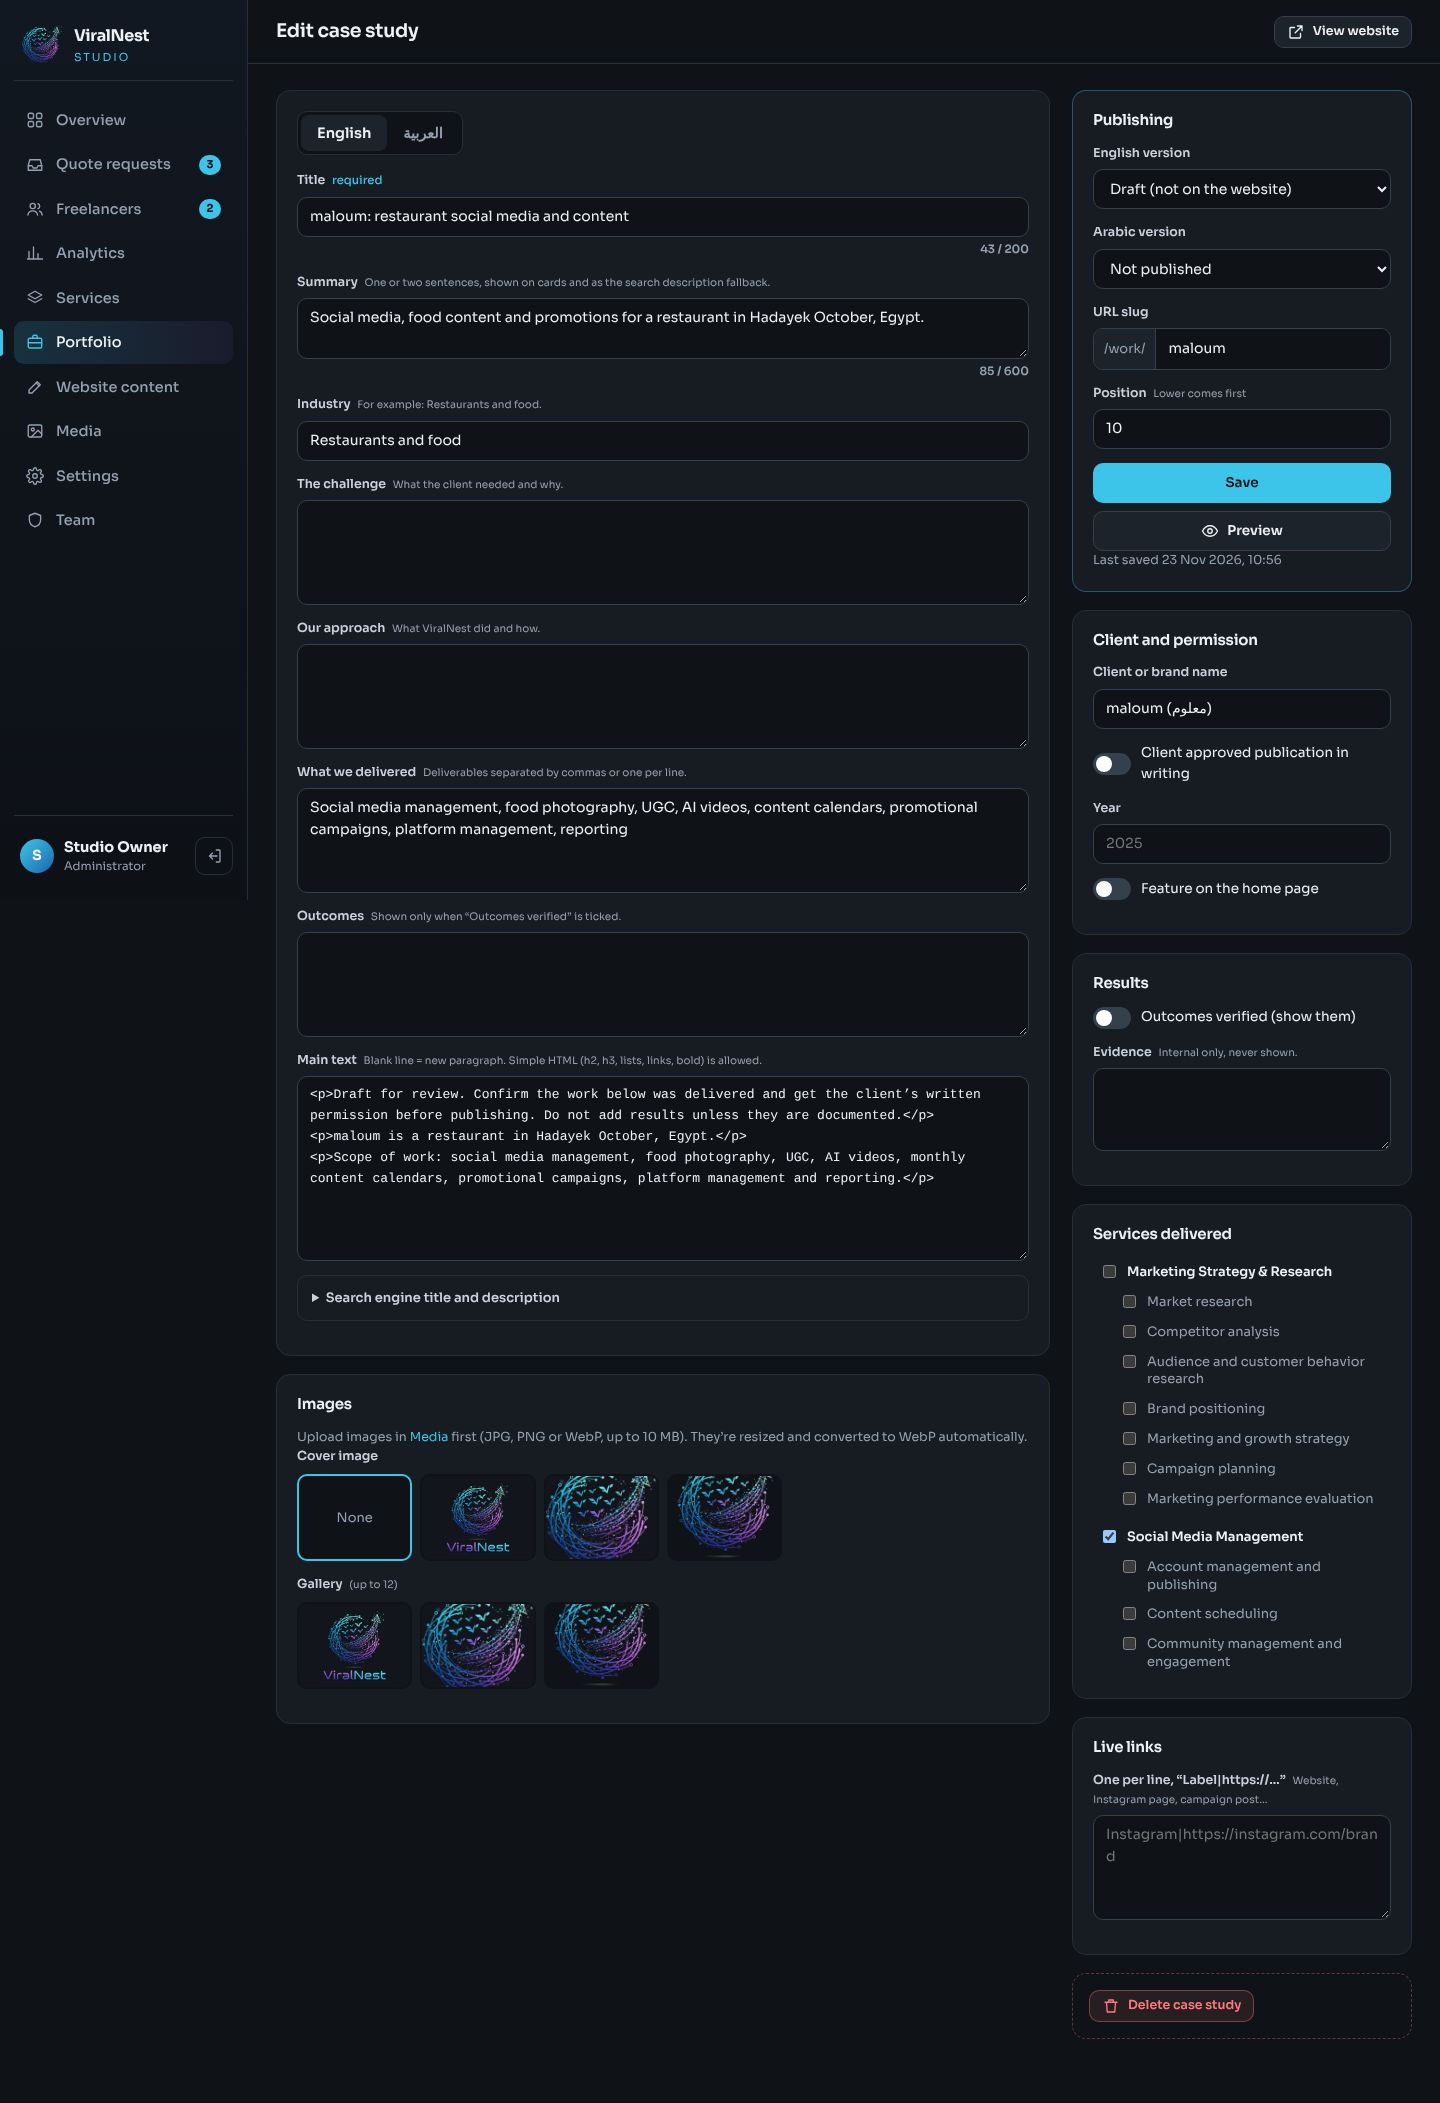 ViralNest
STUDIO
Overview
Quote requests 3
Freelancers 2
Analytics
Services
Portfolio
Website content
Media
Settings
Team
S
Studio Owner
Administrator
Edit case study
View website
English
العربية
Title required
maloum: restaurant social media and content
43 / 200
Summary One or two sentences, shown on cards and as the search description fallback.
Social media, food content and promotions for a restaurant in Hadayek October, Egypt.
85 / 600
Industry For example: Restaurants and food.
Restaurants and food
The challenge What the client needed and why.
Our approach What ViralNest did and how.
What we delivered Deliverables separated by commas or one per line.
Social media management, food photography, UGC, AI videos, content calendars, promotional
campaigns, platform management, reporting
Outcomes Shown only when “Outcomes verified” is ticked.
Main text Blank line = new paragraph. Simple HTML (h2, h3, lists, links, bold) is allowed.
<p>Draft for review. Confirm the work below was delivered and get the client’s written
permission before publishing. Do not add results unless they are documented.</p>
<p>maloum is a restaurant in Hadayek October, Egypt.</p>
<p>Scope of work: social media management, food photography, UGC, AI videos, monthly
content calendars, promotional campaigns, platform management and reporting.</p>
Search engine title and description
Images
Upload images in Media first (JPG, PNG or WebP, up to 10 MB). They’re resized and converted to WebP automatically.
Cover image
None
ViralNest
Gallery (up to 12)
ViralNest
Publishing
English version
Draft (not on the website)
Arabic version
Not published
URL slug
/work/ maloum
Position Lower comes first
10
Save
Preview
Last saved 23 Nov 2026, 10:56
Client and permission
Client or brand name
maloum (معلوم)
Client approved publication in
writing
Year
2025
Feature on the home page
Results
Outcomes verified (show them)
Evidence Internal only, never shown.
Services delivered
Marketing Strategy & Research
Market research
Competitor analysis
Audience and customer behavior
research
Brand positioning
Marketing and growth strategy
Campaign planning
Marketing performance evaluation
Social Media Management
Account management and
publishing
Content scheduling
Community management and
engagement
Live links
One per line, “Label|https://…” Website,
Instagram page, campaign post…
Instagram|https://instagram.com/bran
d
Delete case study